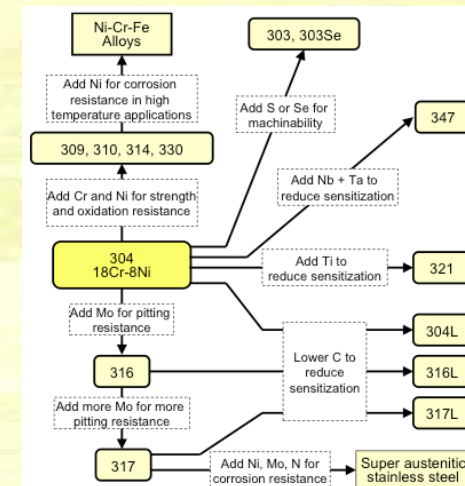 Ni-Cr-Fe
Alloys
303, 303Se
Add Ni for corrosion
resistance in high
temperature applications
Add S or Se for
machinability
347
309, 310, 314, 330
Add Nb + Ta to
reduce sensitization
Add Cr and Ni for strength
and oxidation resistance
304
18Cr-8Ni
Add Ti to
reduce sensitization
321
Add Mo for pitting
resistance
304L
Lower C to
reduce
sensitization
316
316L
Add more Mo for more
pitting resistance
317L
317
Add Ni, Mo, N for
corrosion resistance
Super austenitic
stainless steel